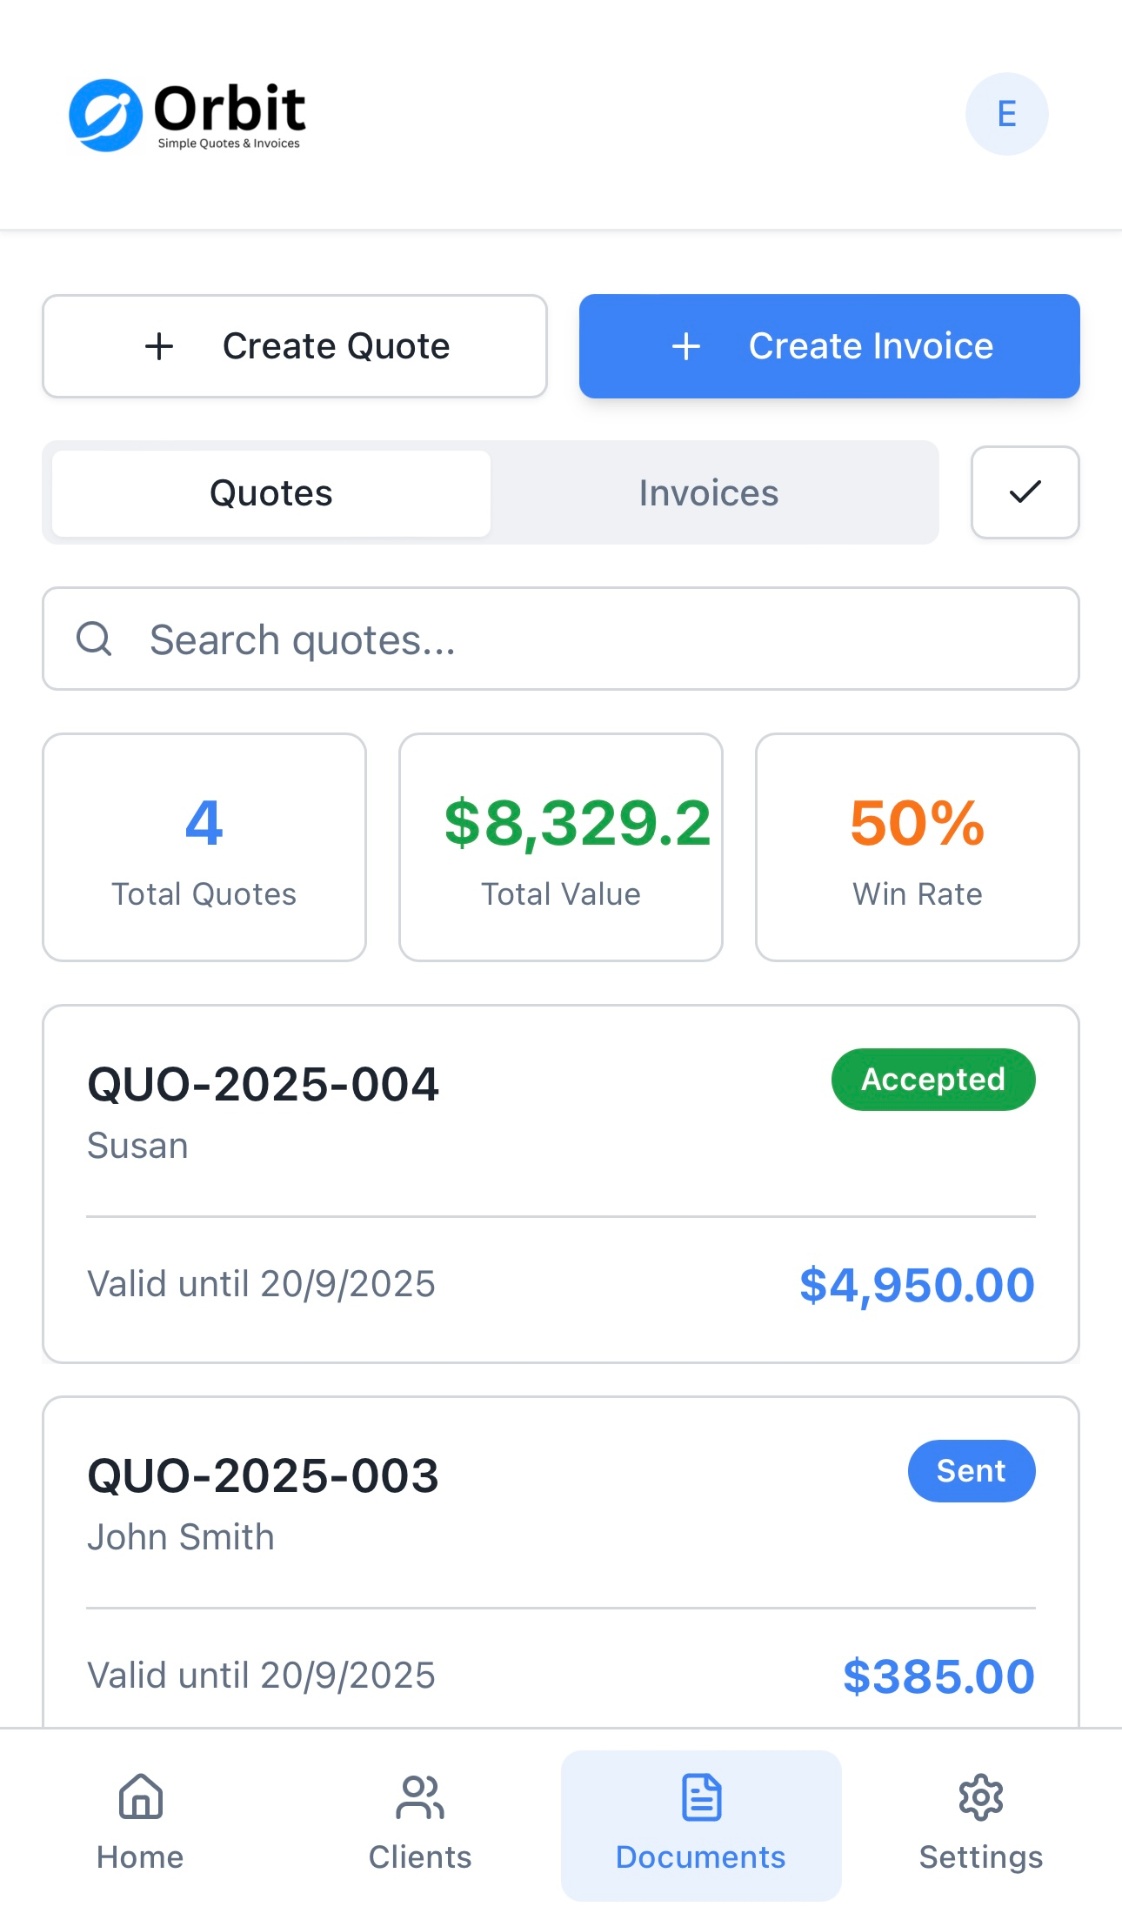 Orbit
Simple Quotes & Invoices
E
+ Create Quote
+ Create Invoice
Quotes
Invoices
Search quotes...
4
Total Quotes
$8,329.2
Total Value
50%
Win Rate
QUO-2025-004
Accepted
Susan
Valid until 20/9/2025
$4,950.00
QUO-2025-003
Sent
John Smith
Valid until 20/9/2025
$385.00
Home
Clients
Documents
Settings